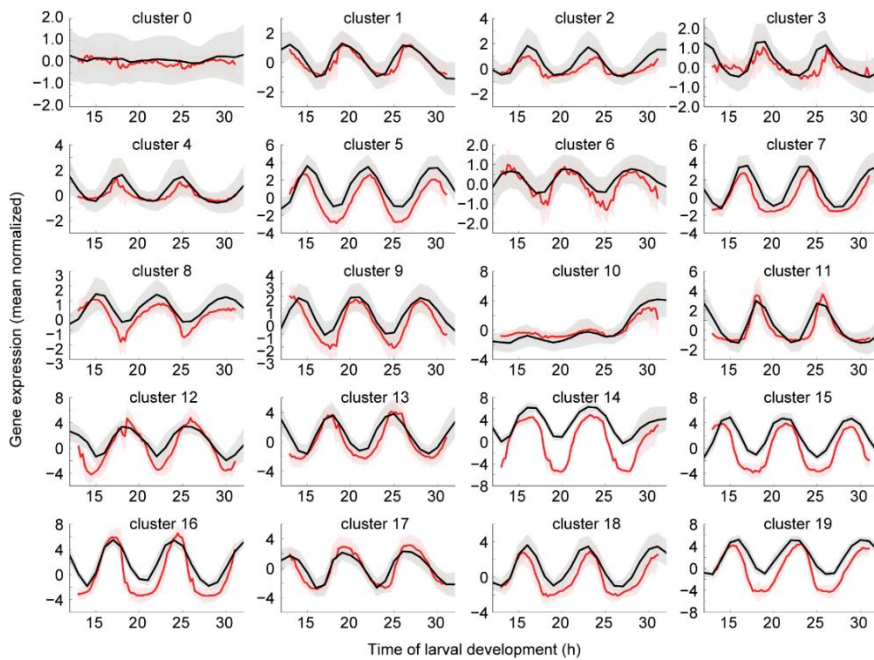 Gene expression (mean normalized)
cluster 0
2.0
1.0
0.0
−1.0
−2.0
15 20 25 30
cluster 1
2
0
−2
15 20 25 30
cluster 2
4
2
0
−2
15 20 25 30
cluster 3
2.0
1.0
0.0
−1.0
−2.0
15 20 25 30
cluster 4
4
2
0
−2
15 20 25 30
cluster 5
6
4
2
0
−2
−4
15 20 25 30
cluster 6
2.0
1.0
0.0
−1.0
−2.0
15 20 25 30
cluster 7
6
4
2
0
−2
−4
15 20 25 30
cluster 8
3
2
1
0
−1
−2
−3
15 20 25 30
cluster 9
3
2
1
0
−1
−2
−3
15 20 25 30
cluster 10
8
4
0
−4
15 20 25 30
cluster 11
6
4
2
0
−2
15 20 25 30
cluster 12
8
4
0
−4
15 20 25 30
cluster 13
4
0
−4
15 20 25 30
cluster 14
8
4
0
−4
−8
15 20 25 30
cluster 15
8
4
0
−4
15 20 25 30
cluster 16
8
4
0
−4
15 20 25 30
cluster 17
8
4
0
−4
15 20 25 30
cluster 18
8
4
0
−4
15 20 25 30
cluster 19
8
4
0
−4
−8
15 20 25 30
Time of larval development (h)